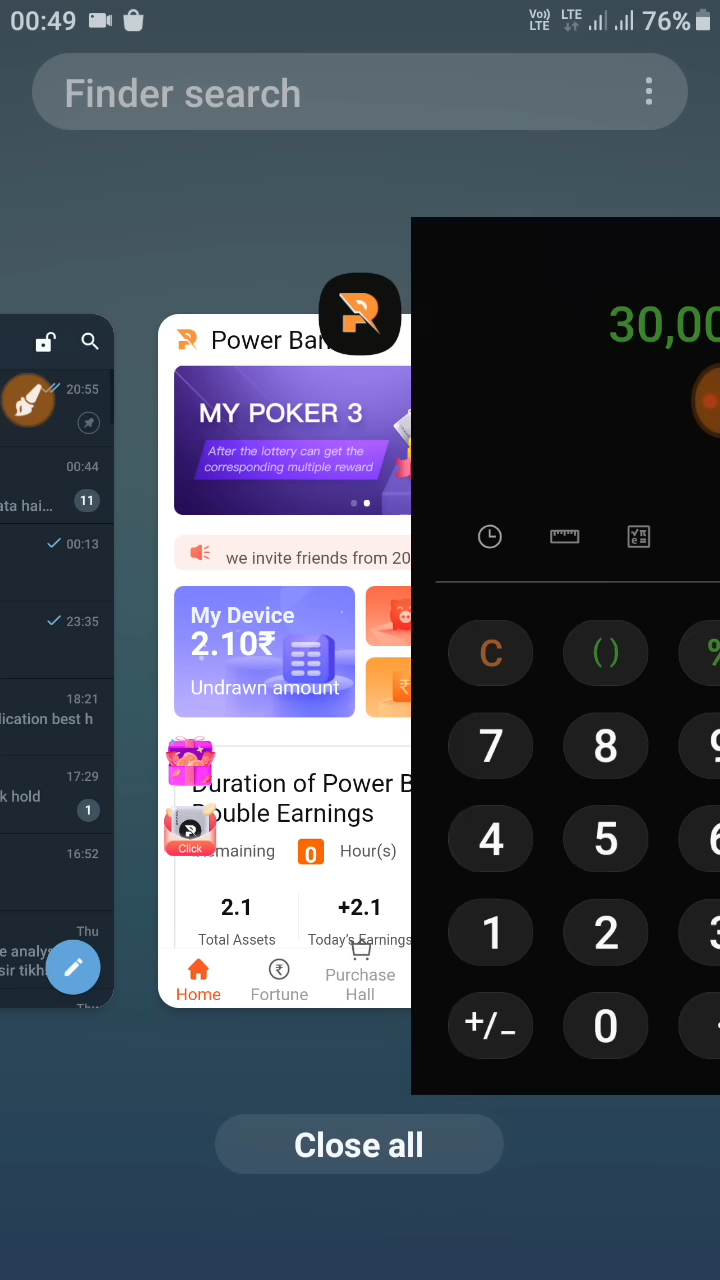 00:49
Vo)) LTE LTE 76%
Finder search
20:55
00:44
ata hai...
11
00:13
23:35
18:21
lication best h
17:29
k hold
1
16:52
Thu
e analys
sir tikh
Power Ban
MY POKER 3
After the lottery can get the
corresponding multiple reward
we invite friends from 20
My Device
2.10₹
Undrawn amount
₹
Duration of Power B
Double Earnings
Click
maining 0 Hour(s)
2.1 +2.1
Total Assets Today's Earnings
Home
Fortune
Purchase
Hall
30,00
C ( ) %
7 8 9
4 5 6
1 2 3
+/- 0
Close all